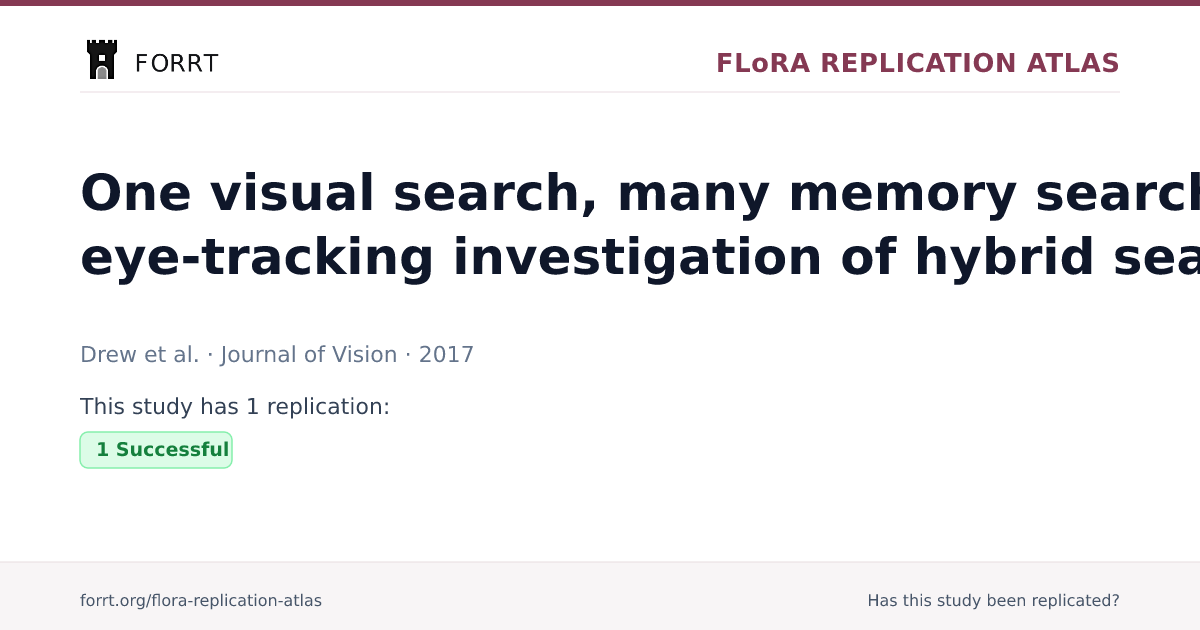 FORRT
FLoRA REPLICATION ATLAS
One visual search, many memory search
eye-tracking investigation of hybrid sea
Drew et al. · Journal of Vision · 2017
This study has 1 replication:
1 Successful
forrt.org/flora-replication-atlas
Has this study been replicated?